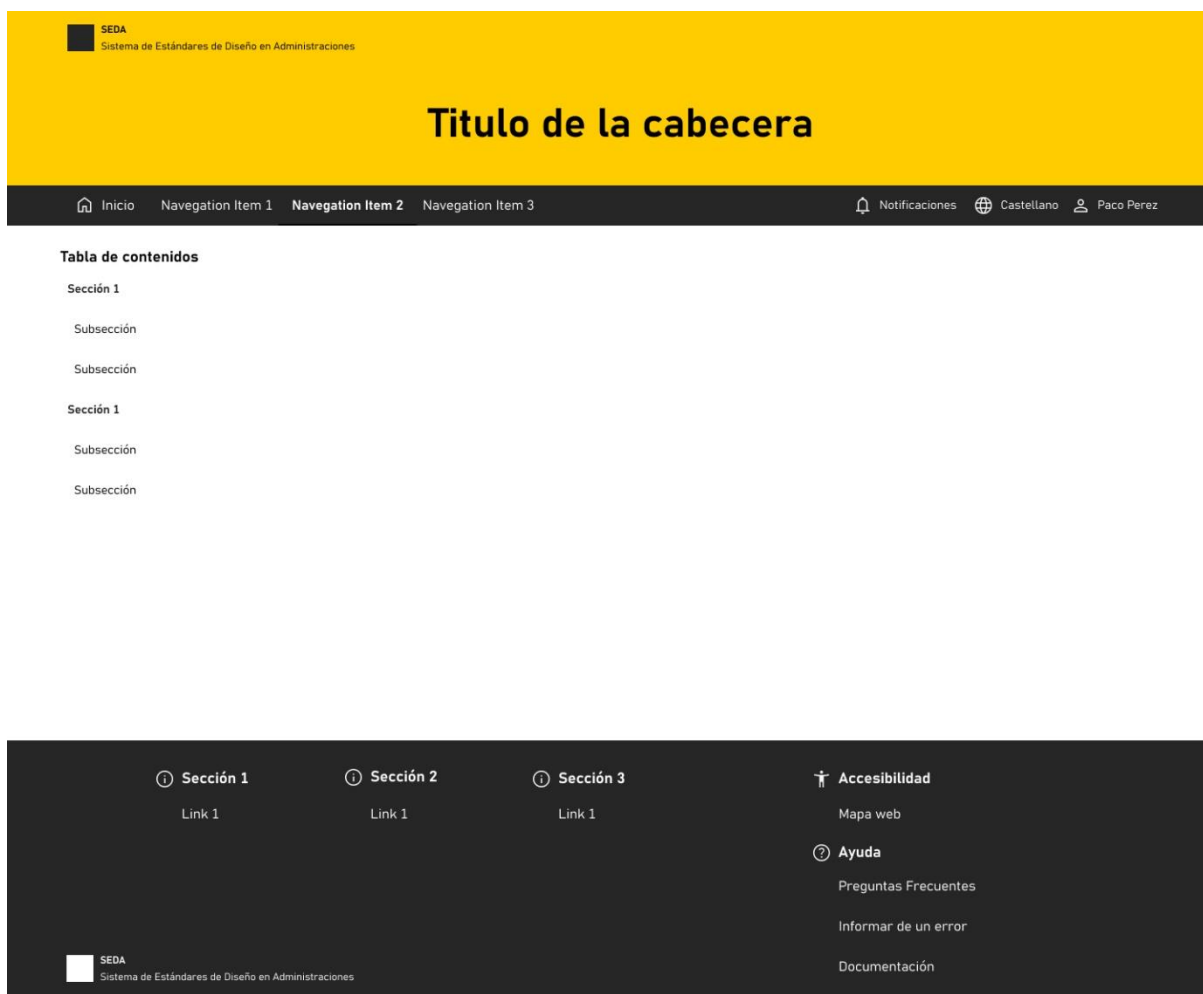 SEDA
Sistema de Estándares de Diseño en Administraciones
Titulo de la cabecera
Inicio Navegation Item 1 Navegation Item 2 Navegation Item 3 Notificaciones Castellano Paco Perez
Tabla de contenidos
Sección 1
Subsección
Subsección
Sección 1
Subsección
Subsección
Sección 1 Sección 2 Sección 3 Accesibilidad
Link 1 Link 1 Link 1 Mapa web
Ayuda
Preguntas Frecuentes
Informar de un error
SEDA
Sistema de Estándares de Diseño en Administraciones
Documentación